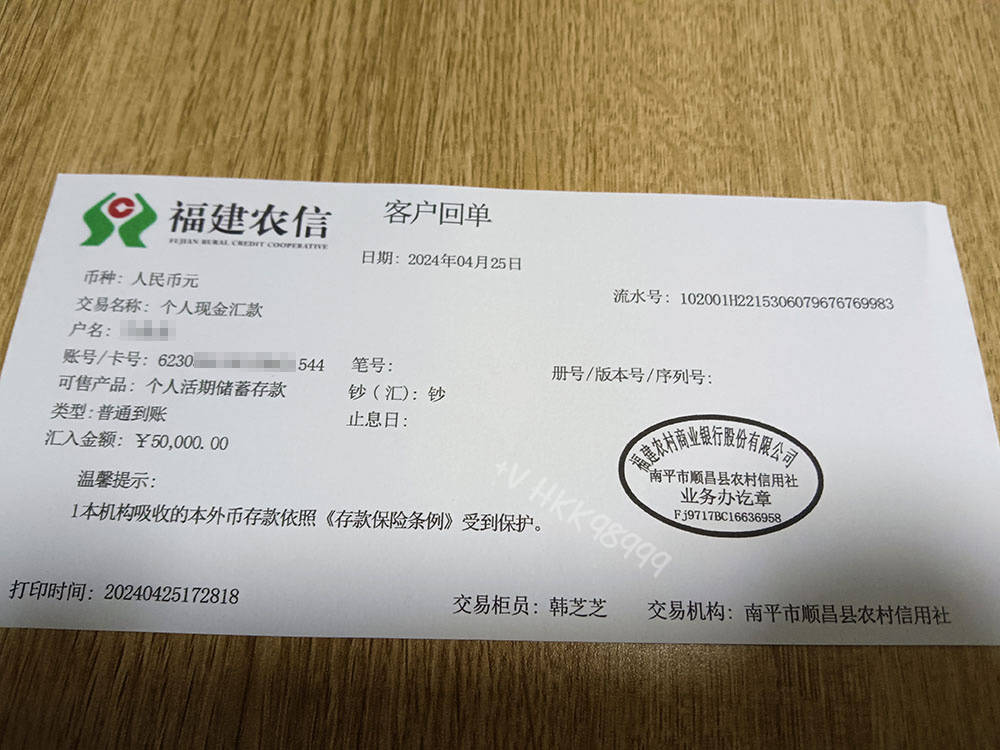 福建农信
FUJIAN RURAL CREDIT COOPERATIVE
客户回单
日期: 2024年04月25日
币种: 人民币元
流水号: 102001H2215306079676769983
交易名称: 个人现金汇款
户名:
账号/卡号: 6230 544
笔号:
册号/版本号/序列号:
可售产品: 个人活期储蓄存款
钞(汇): 钞
类型:普通到账
止息日:
汇入金额: ￥50,000.00
福建农村商业银行股份有限公司
南平市顺昌县农村信用社
业务办讫章
Fj9717BC16636958
温馨提示:
1本机构吸收的本外币存款依照《存款保险条例》受到保护。
+V HKK98999
打印时间: 20240425172818
交易柜员: 韩芝芝
交易机构: 南平市顺昌县农村信用社